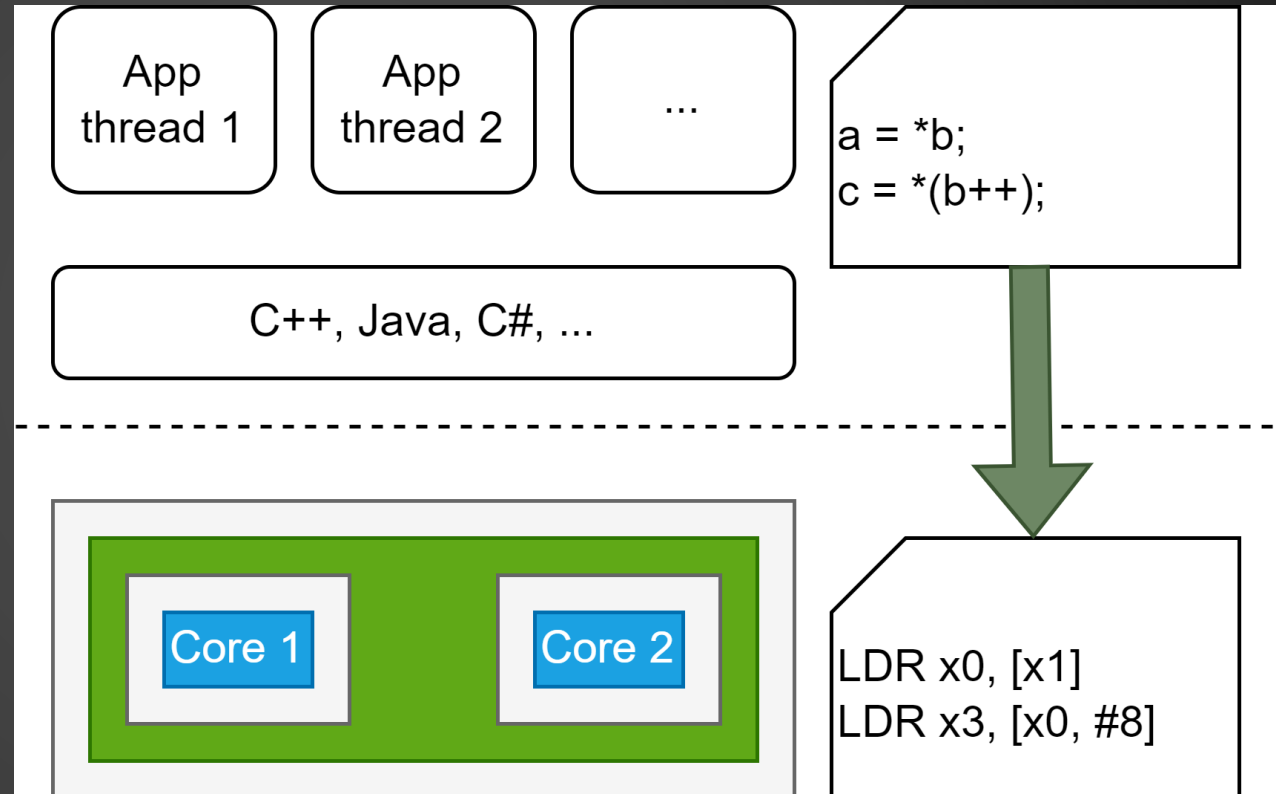 App
thread 1
App
thread 2
...
a = *b;
c = *(b++);
C++, Java, C#, ...
Core 1
Core 2
LDR x0, [x1]
LDR x3, [x0, #8]